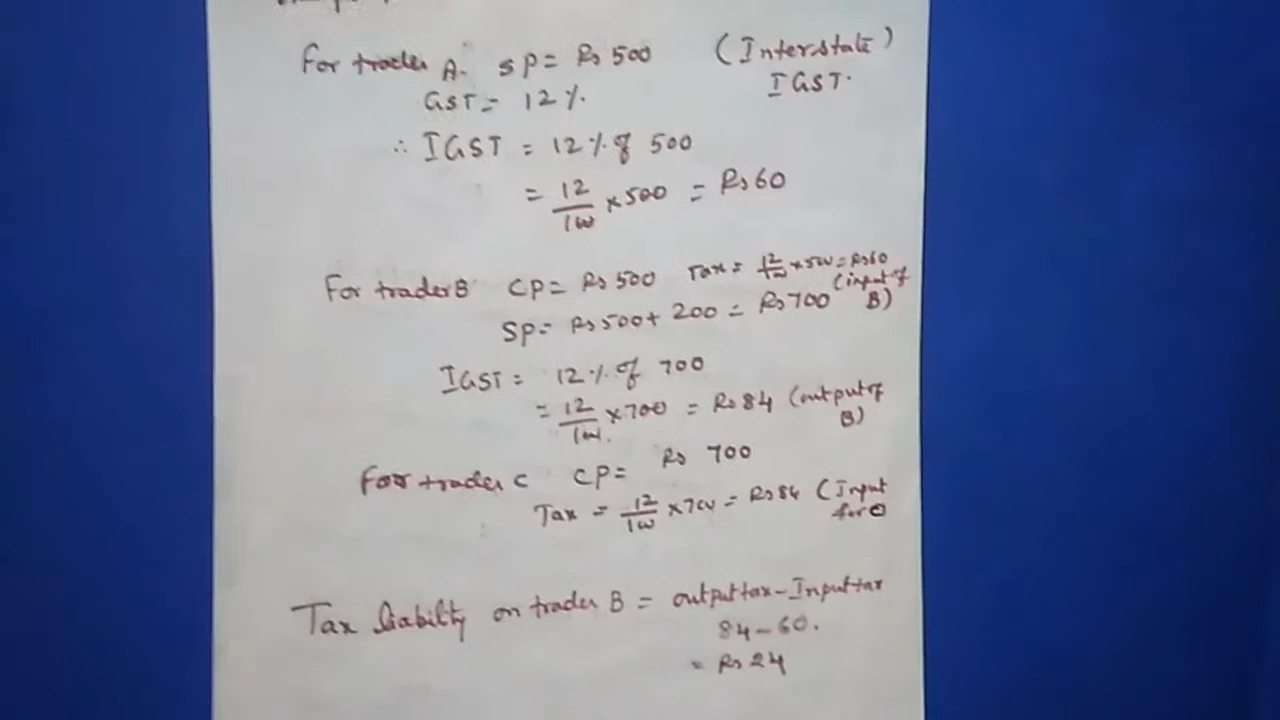 For trader A. SP = Rs 500 (Interstate)
GST = 12%. IGST.
∴ IGST = 12% of 500
= 12/100 × 500 = Rs 60
For trader B CP = Rs 500 Tax = 12/100 × 500 = Rs 60
(input of B)
SP = Rs 500 + 200 = Rs 700
IGST = 12% of 700
= 12/100 × 700 = Rs 84 (output of B)
For trader C CP = Rs 700
Tax = 12/100 × 700 = Rs 84 (Input for C)
Tax liabilty on trader B = output tax - Input tax
84 - 60.
= Rs 24